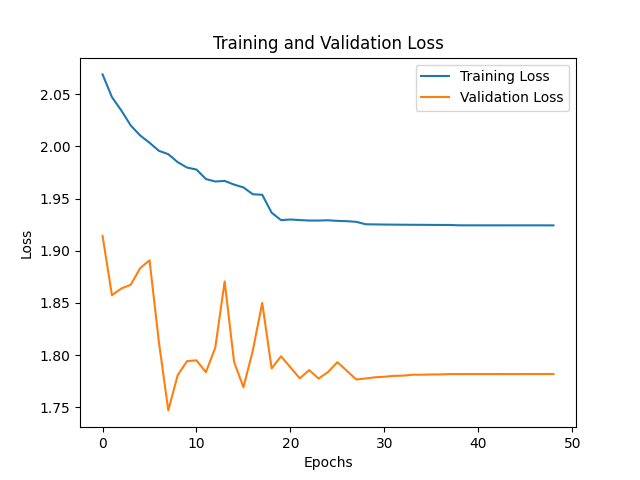 Training and Validation Loss
Training Loss
Validation Loss
Loss
2.05
2.00
1.95
1.90
1.85
1.80
1.75
0 10 20 30 40 50
Epochs